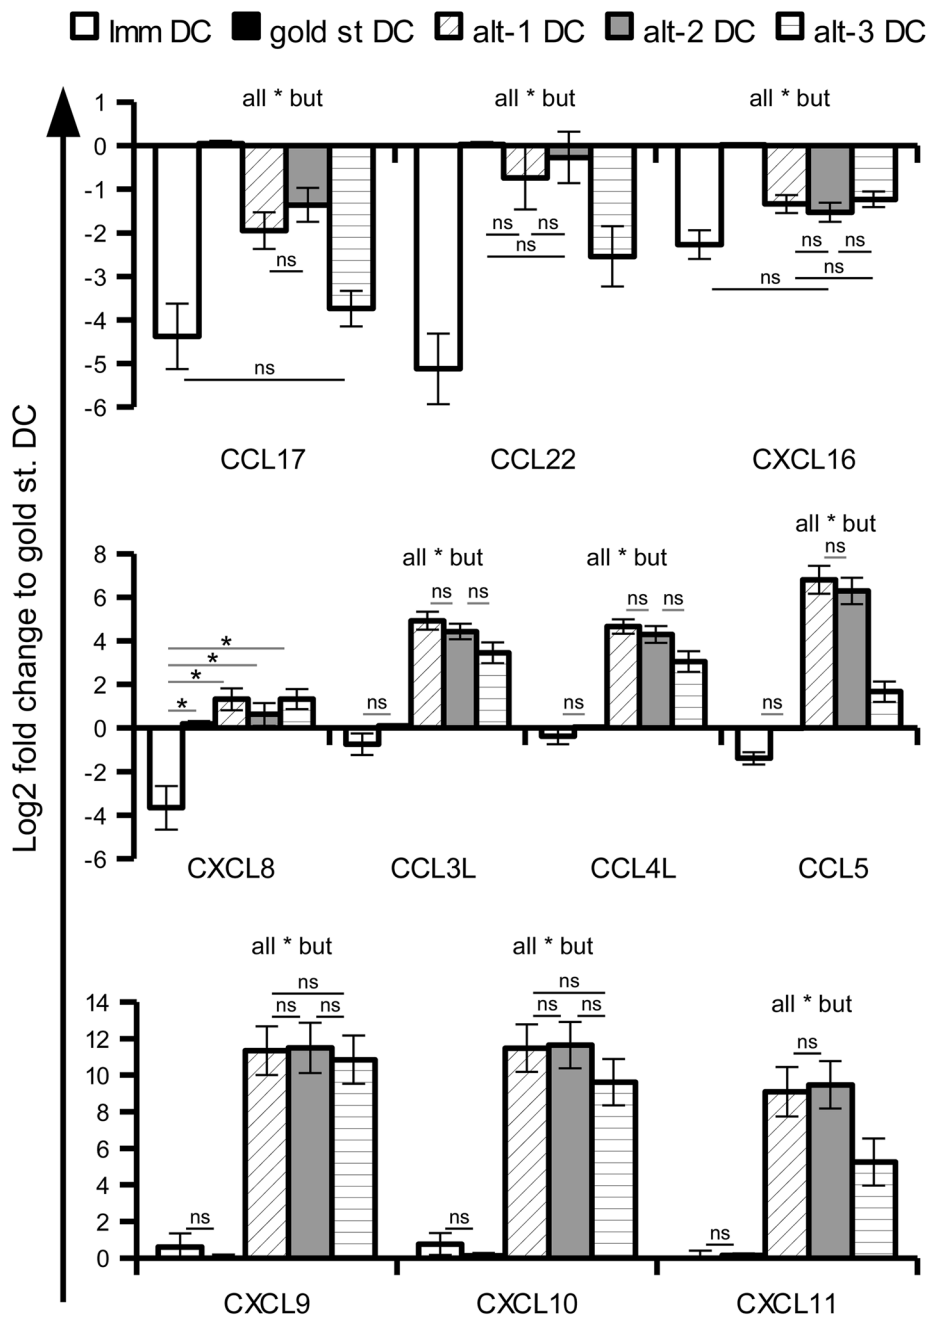 Imm DC gold st DC alt-1 DC alt-2 DC alt-3 DC
Log2 fold change to gold st. DC
all * but all * but all * but
1
0
-1
-2
-3
-4
-5
-6
ns
ns
ns ns
ns
ns ns
ns
ns
CCL17 CCL22 CXCL16
all * but
all * but all * but
8
6
4
2
0
-2
-4
-6
*
*
*
*
ns
ns ns
ns
ns ns
ns
ns
CXCL8 CCL3L CCL4L CCL5
all * but all * but
all * but
14
12
10
8
6
4
2
0
ns
ns ns
ns
ns
ns ns
ns
ns
ns
CXCL9 CXCL10 CXCL11